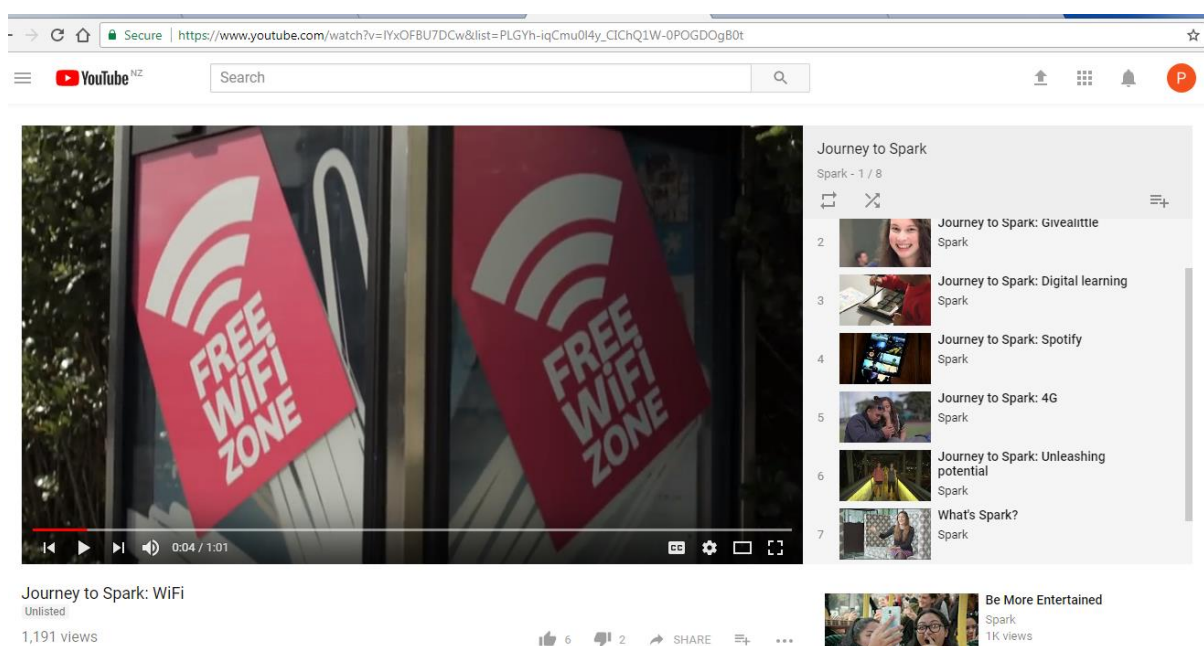 Secure | https://www.youtube.com/watch?v=lYxOFBU7DCw&list=PLGYh-iqCmu0l4y_CIChQ1W-0POGDOgB0t
YouTube NZ
Search
P
FREE
WiFi
ZONE
FREE
WiFi
ZONE
0:04 / 1:01
CC
Journey to Spark
Spark - 1 / 8
2
Journey to Spark: Givealittle
Spark
3
Journey to Spark: Digital learning
Spark
4
Journey to Spark: Spotify
Spark
5
Journey to Spark: 4G
Spark
6
Journey to Spark: Unleashing
potential
Spark
7
What's Spark?
Spark
Journey to Spark: WiFi
Unlisted
1,191 views
6
2
SHARE
Be More Entertained
Spark
1K views